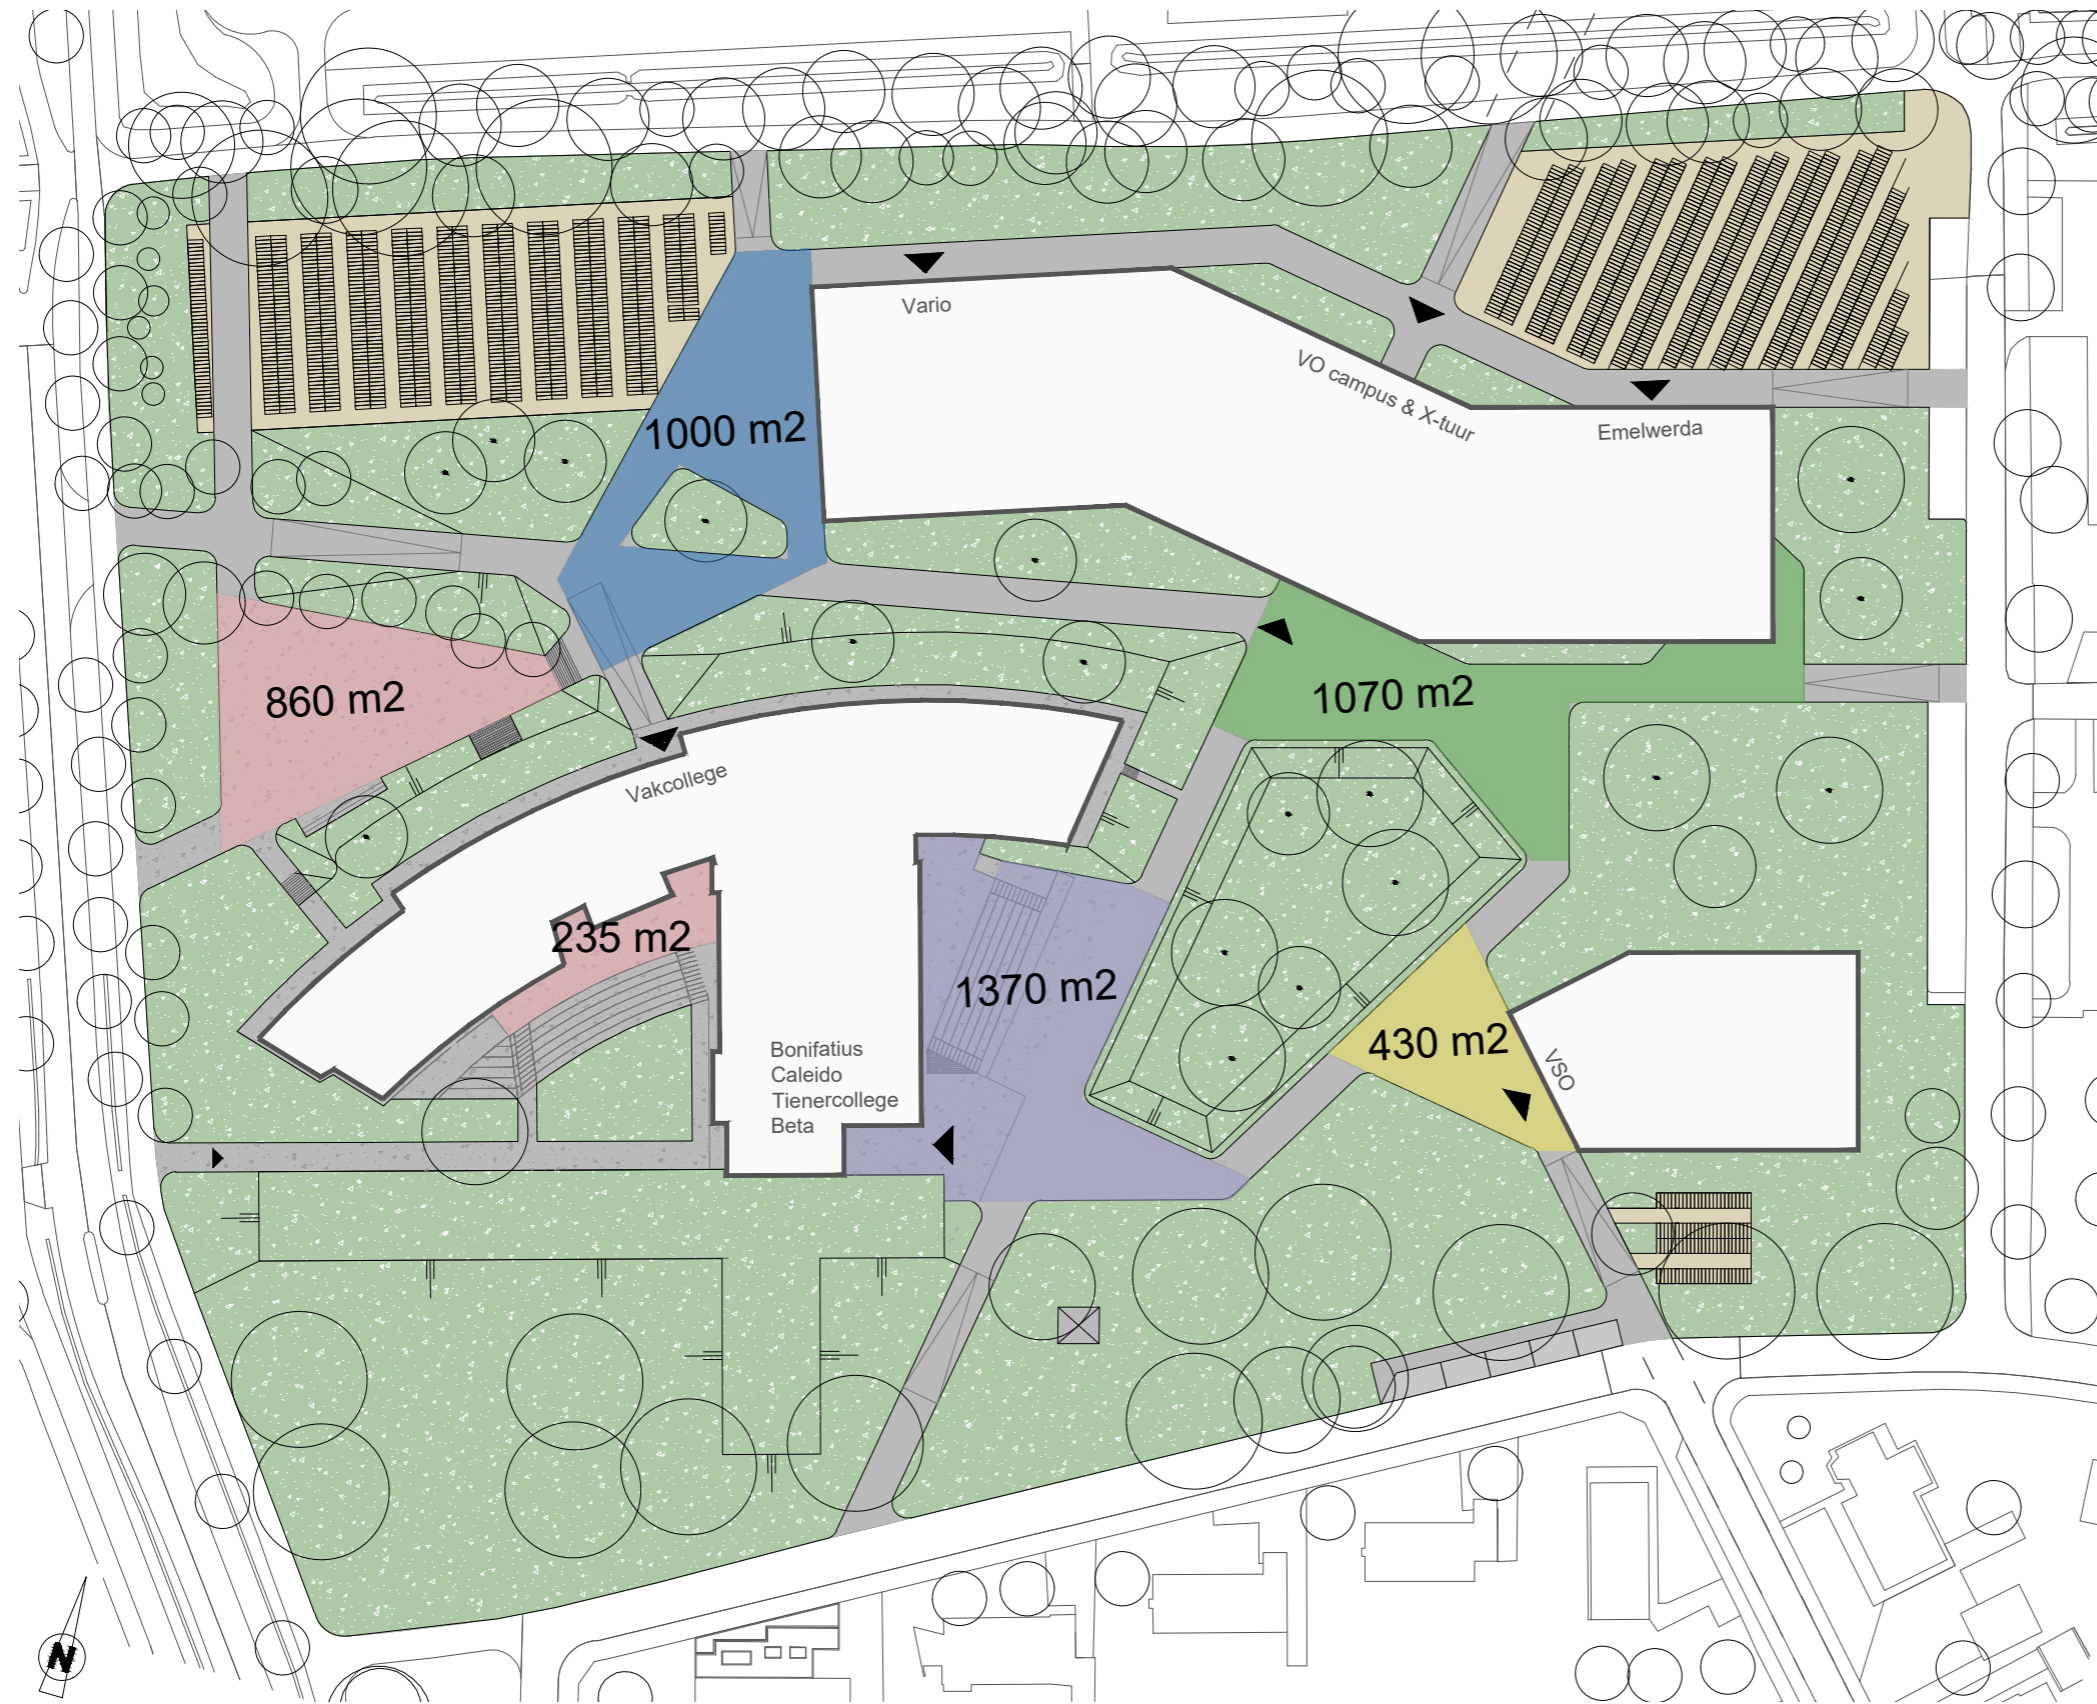 Vario
VO campus & X-tuur
Emelwerda
1000 m2
860 m2
1070 m2
Vakcollege
235 m2
1370 m2
430 m2
VSO
Bonifatius
Caleido
Tienercollege
Beta
N